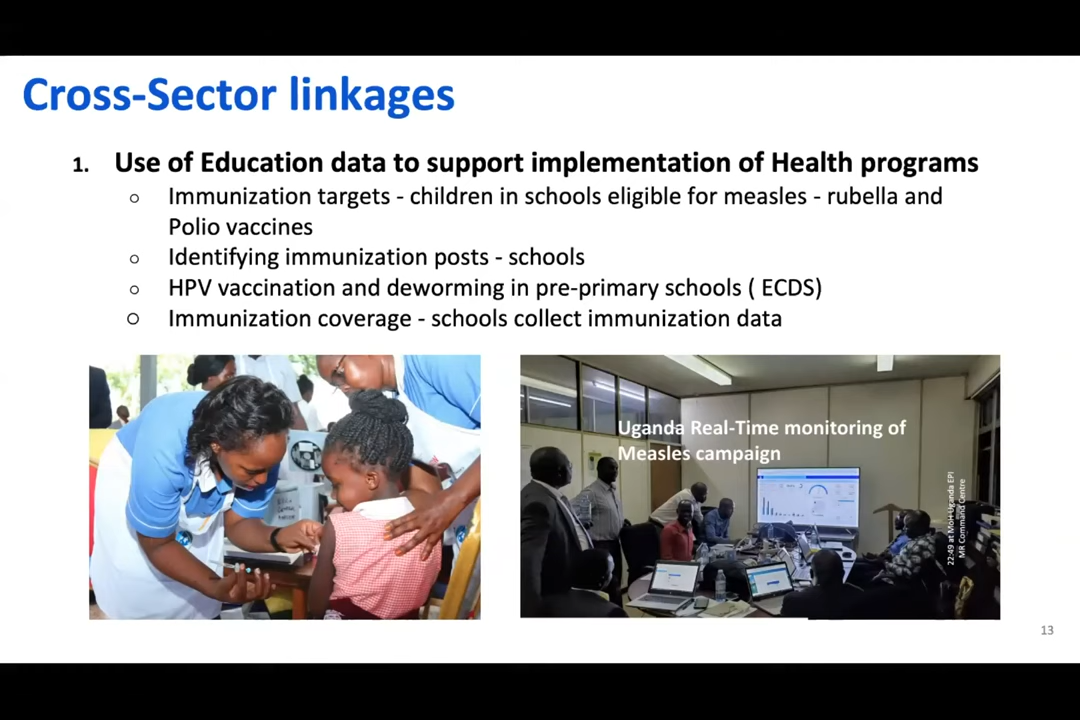 Cross-Sector linkages
1. Use of Education data to support implementation of Health programs
○ Immunization targets - children in schools eligible for measles - rubella and
Polio vaccines
○ Identifying immunization posts - schools
○ HPV vaccination and deworming in pre-primary schools ( ECDS)
○ Immunization coverage - schools collect immunization data
Uganda Real-Time monitoring of
Measles campaign
22:49 at MoH Uganda EPI
MR Command Centre
13